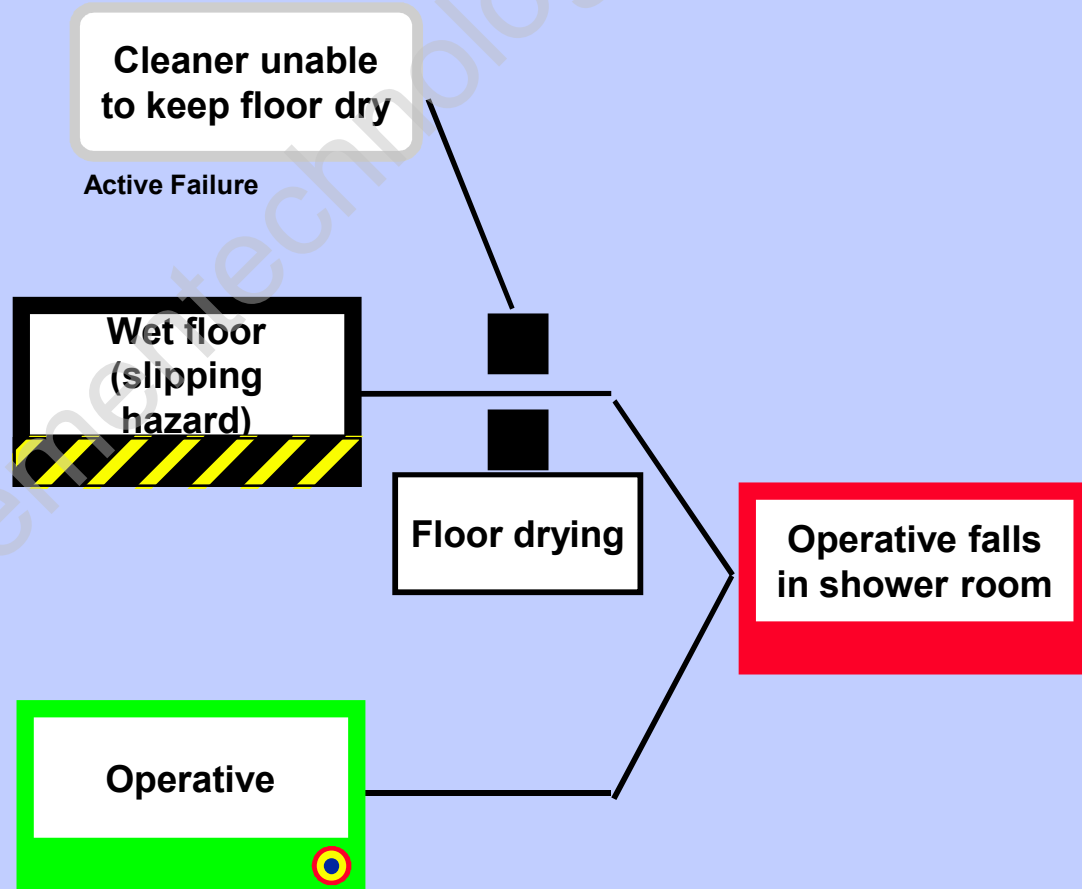 Cleaner unable
to keep floor dry
Active Failure
Wet floor
(slipping
hazard)
Floor drying
Operative falls
in shower room
Operative
ementechnolo